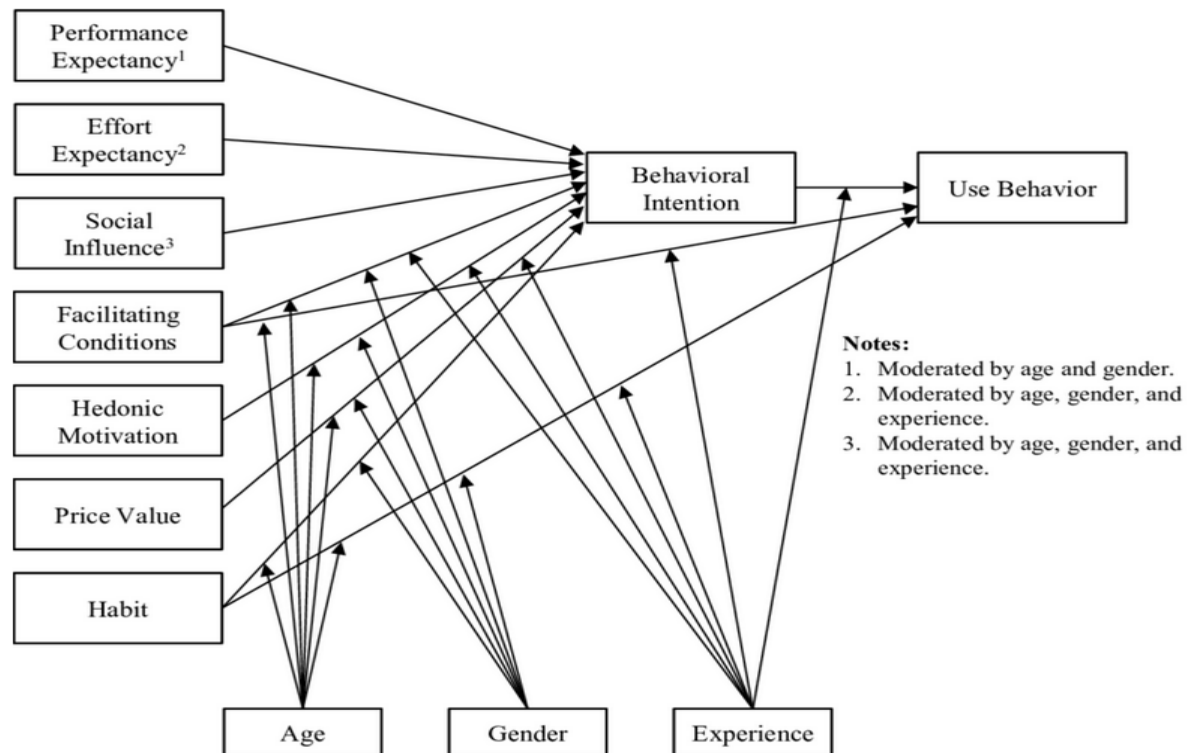 Performance
Expectancy¹
Effort
Expectancy²
Social
Influence³
Facilitating
Conditions
Hedonic
Motivation
Price Value
Habit
Behavioral
Intention
Use Behavior
Notes:
1. Moderated by age and gender.
2. Moderated by age, gender, and
experience.
3. Moderated by age, gender, and
experience.
Age
Gender
Experience